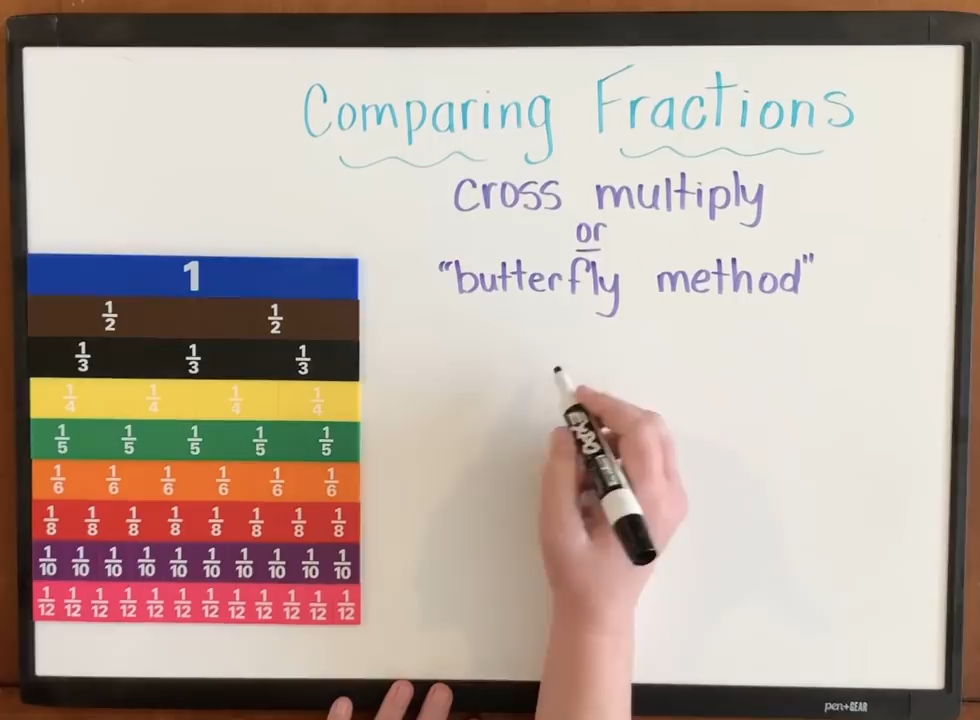 Comparing Fractions
cross multiply
or
"butterfly method"
1
1/2 1/2
1/3 1/3 1/3
1/4 1/4 1/4 1/4
1/5 1/5 1/5 1/5 1/5
1/6 1/6 1/6 1/6 1/6 1/6
1/8 1/8 1/8 1/8 1/8 1/8 1/8 1/8
1/10 1/10 1/10 1/10 1/10 1/10 1/10 1/10 1/10 1/10
1/12 1/12 1/12 1/12 1/12 1/12 1/12 1/12 1/12 1/12 1/12 1/12
EXPO
pen+GEAR